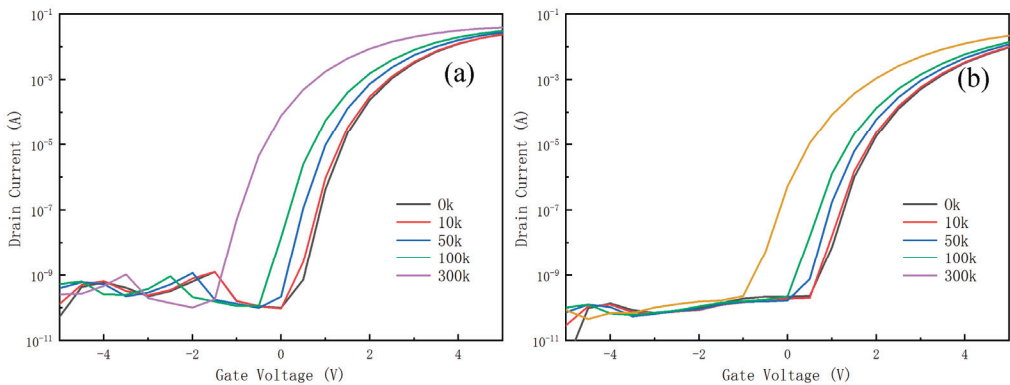 10⁻¹
10⁻³
10⁻⁵
10⁻⁷
10⁻⁹
10⁻¹¹
Drain Current (A)
(a)
0k
10k
50k
100k
300k
-4
-2
0
2
4
Gate Voltage (V)
10⁻¹
10⁻³
10⁻⁵
10⁻⁷
10⁻⁹
10⁻¹¹
Drain Current (A)
(b)
0k
10k
50k
100k
300k
-4
-2
0
2
4
Gate Voltage (V)